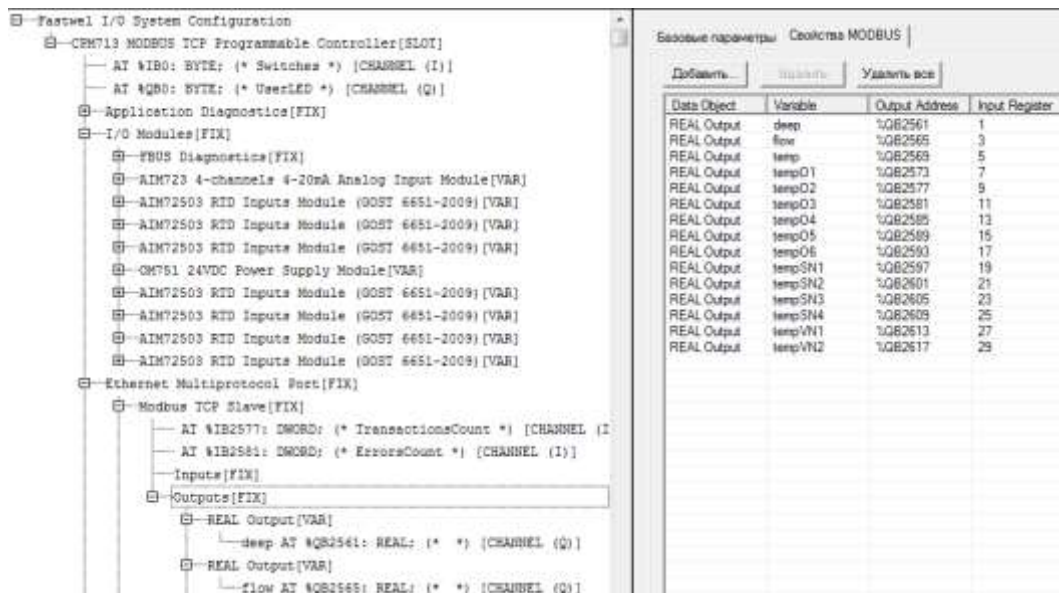 Fastwel I/O System Configuration
CPM713 MODBUS TCP Programmable Controller[SLOT]
AT %IB0: BYTE; (* Switches *) [CHANNEL (I)]
AT %QB0: BYTE; (* UserLED *) [CHANNEL (Q)]
Application Diagnostics[FIX]
I/O Modules[FIX]
FBUS Diagnostics[FIX]
AIM723 4-channels 4-20mA Analog Input Module[VAR]
AIM72503 RTD Inputs Module (GOST 6651-2009)[VAR]
AIM72503 RTD Inputs Module (GOST 6651-2009)[VAR]
AIM72503 RTD Inputs Module (GOST 6651-2009)[VAR]
OM751 24VDC Power Supply Module[VAR]
AIM72503 RTD Inputs Module (GOST 6651-2009)[VAR]
AIM72503 RTD Inputs Module (GOST 6651-2009)[VAR]
AIM72503 RTD Inputs Module (GOST 6651-2009)[VAR]
AIM72503 RTD Inputs Module (GOST 6651-2009)[VAR]
Ethernet Multiprotocol Port[FIX]
Modbus TCP Slave[FIX]
AT %IB2577: DWORD; (* TransactionsCount *) [CHANNEL (I
AT %IB2581: DWORD; (* ErrorsCount *) [CHANNEL (I)]
Inputs[FIX]
Outputs[FIX]
REAL Output[VAR]
deep AT %QB2561: REAL; (* *) [CHANNEL (Q)]
REAL Output[VAR]
flow AT %QB2565: REAL; (* *) [CHANNEL (Q)]
Базовые параметры Свойства MODBUS
Добавить... Удалить Удалить все
Data Object Variable Output Address Input Register
REAL Output deep %QB2561 1
REAL Output flow %QB2565 3
REAL Output temp %QB2569 5
REAL Output tempO1 %QB2573 7
REAL Output tempO2 %QB2577 9
REAL Output tempO3 %QB2581 11
REAL Output tempO4 %QB2585 13
REAL Output tempO5 %QB2589 15
REAL Output tempO6 %QB2593 17
REAL Output tempSN1 %QB2597 19
REAL Output tempSN2 %QB2601 21
REAL Output tempSN3 %QB2605 23
REAL Output tempSN4 %QB2609 25
REAL Output tempVN1 %QB2613 27
REAL Output tempVN2 %QB2617 29